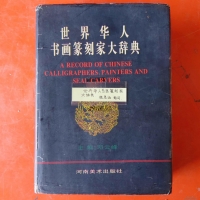 世界华人
书画篆刻家大辞典
A RECORD OF CHINESE
CALLIGRAPHERS, PAINTERS AND
SEAL CARVERS
河南美术出版社